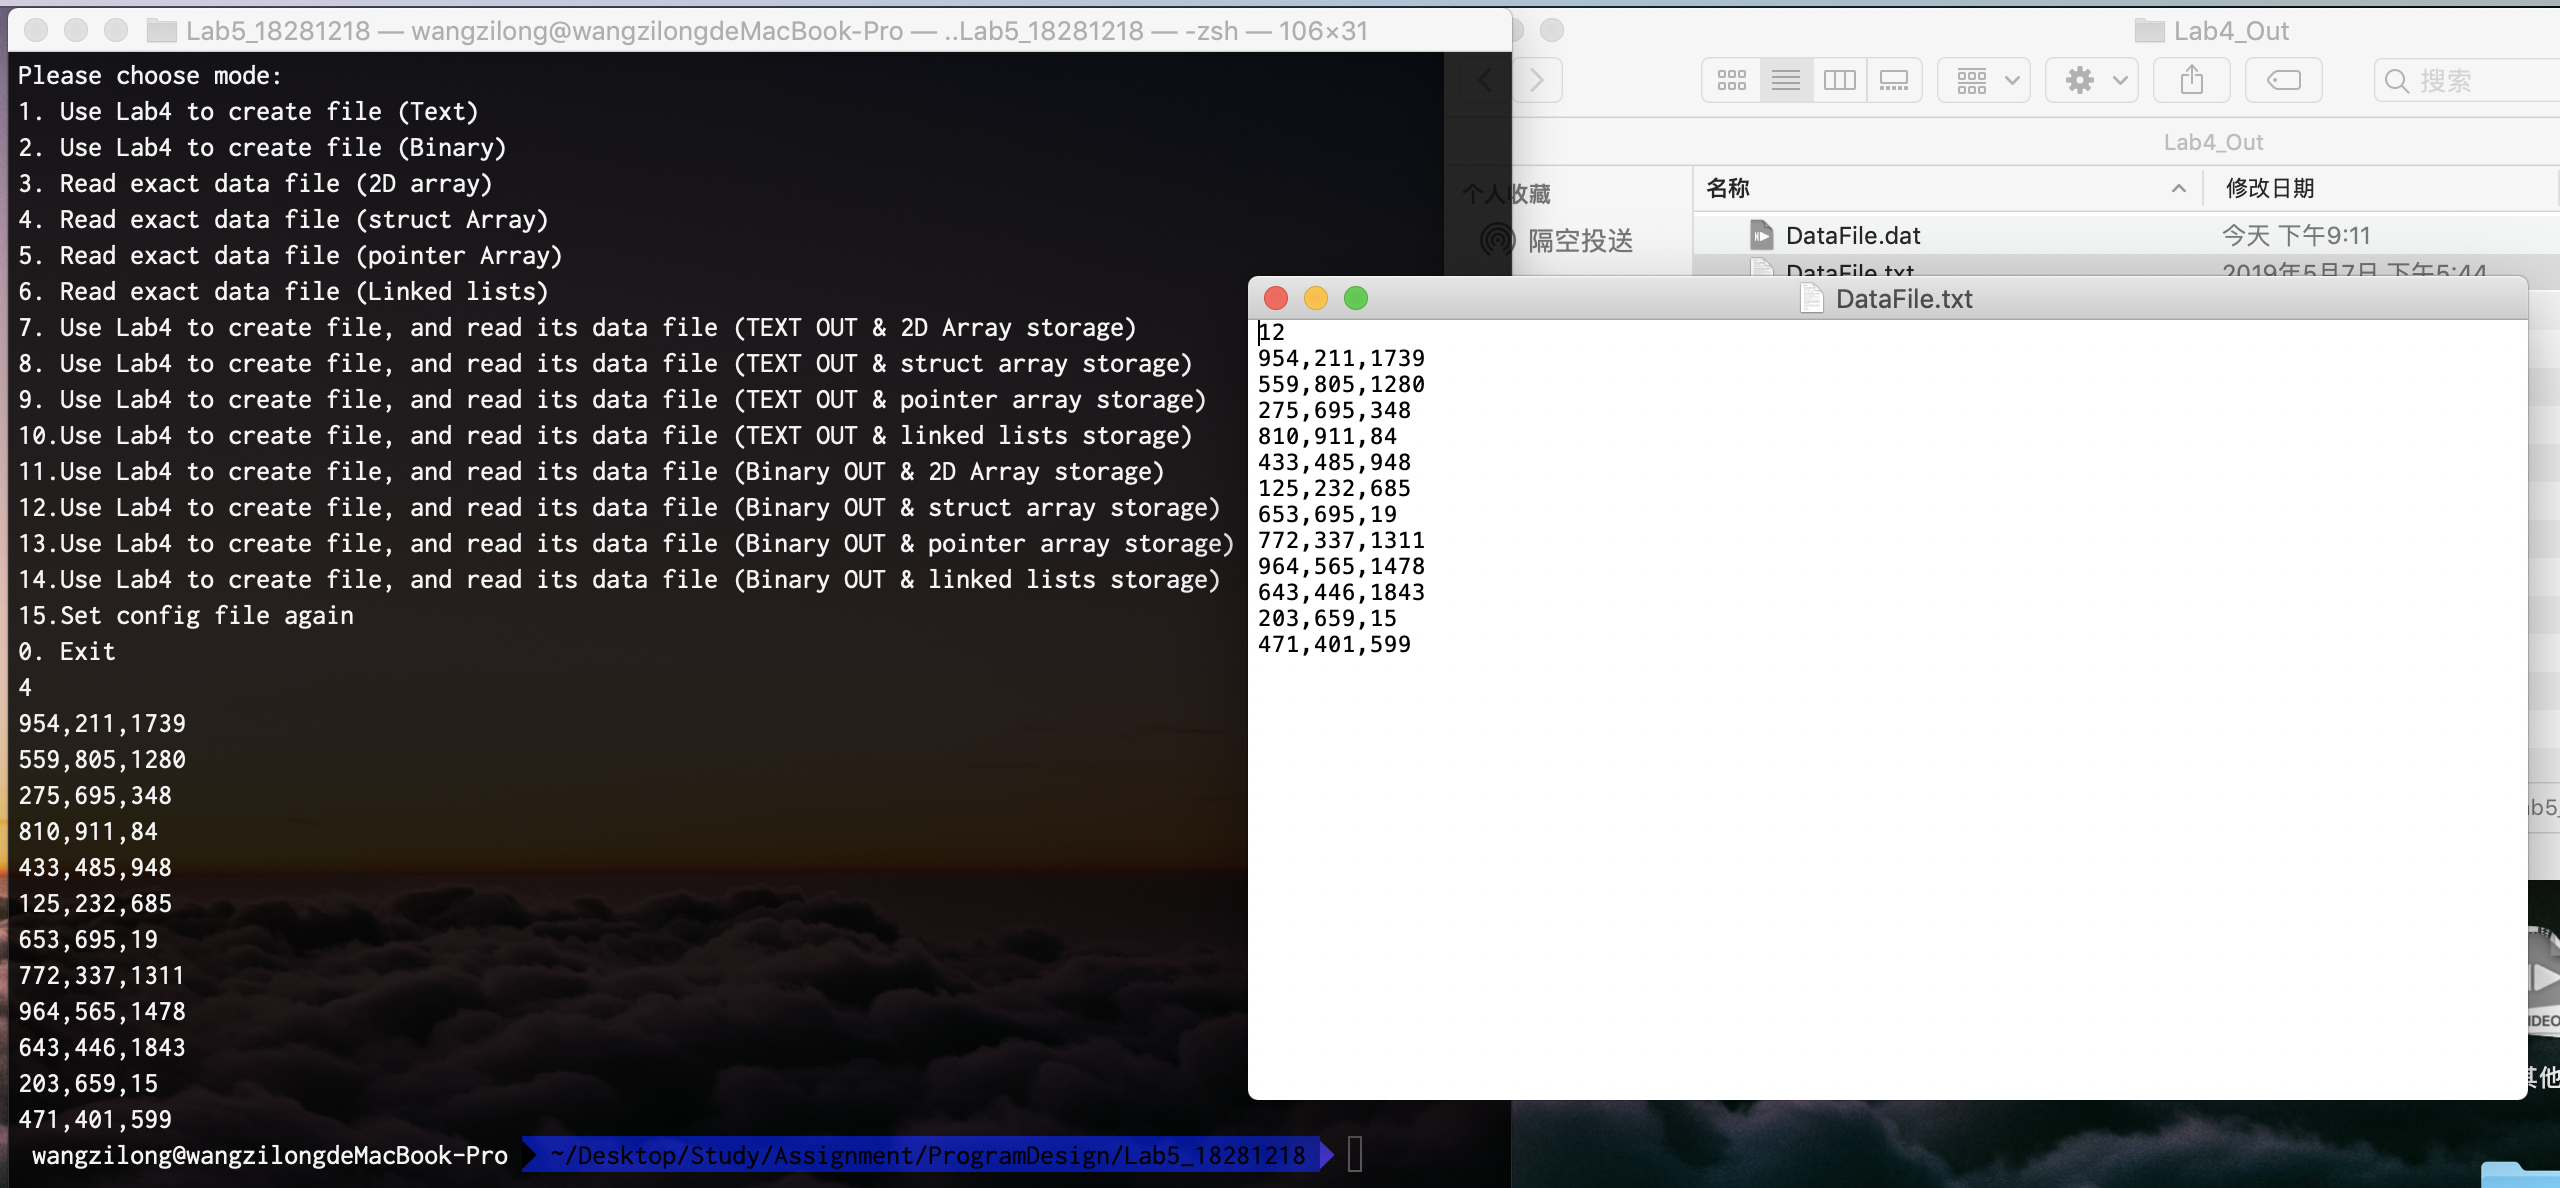 Lab5_18281218 — wangzilong@wangzilongdeMacBook-Pro — ..Lab5_18281218 — -zsh — 106×31
Please choose mode:
1. Use Lab4 to create file (Text)
2. Use Lab4 to create file (Binary)
3. Read exact data file (2D array)
4. Read exact data file (struct Array)
5. Read exact data file (pointer Array)
6. Read exact data file (Linked lists)
7. Use Lab4 to create file, and read its data file (TEXT OUT & 2D Array storage)
8. Use Lab4 to create file, and read its data file (TEXT OUT & struct array storage)
9. Use Lab4 to create file, and read its data file (TEXT OUT & pointer array storage)
10.Use Lab4 to create file, and read its data file (TEXT OUT & linked lists storage)
11.Use Lab4 to create file, and read its data file (Binary OUT & 2D Array storage)
12.Use Lab4 to create file, and read its data file (Binary OUT & struct array storage)
13.Use Lab4 to create file, and read its data file (Binary OUT & pointer array storage)
14.Use Lab4 to create file, and read its data file (Binary OUT & linked lists storage)
15.Set config file again
0. Exit
4
954,211,1739
559,805,1280
275,695,348
810,911,84
433,485,948
125,232,685
653,695,19
772,337,1311
964,565,1478
643,446,1843
203,659,15
471,401,599
wangzilong@wangzilongdeMacBook-Pro ~/Desktop/Study/Assignment/ProgramDesign/Lab5_18281218
Lab4_Out
搜索
Lab4_Out
个人收藏
隔空投送
名称 修改日期
DataFile.dat 今天 下午9:11
DataFile.txt 2019年5月7日 下午5:44
DataFile.txt
12
954,211,1739
559,805,1280
275,695,348
810,911,84
433,485,948
125,232,685
653,695,19
772,337,1311
964,565,1478
643,446,1843
203,659,15
471,401,599
其他